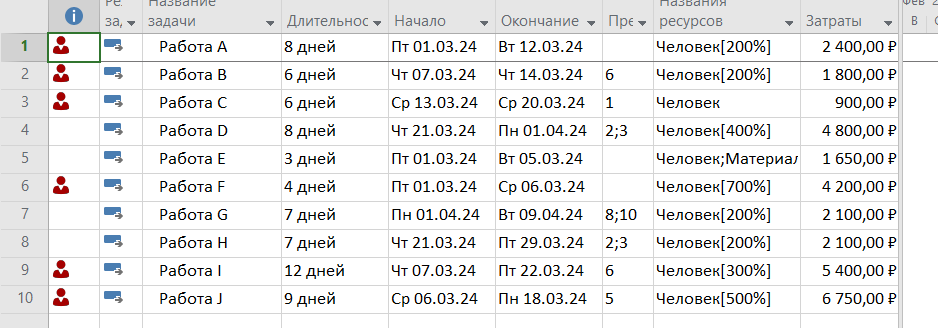 Название Названия Фев
за, задачи Длительнос Начало Окончание Пре ресурсов Затраты В
1 Работа A 8 дней Пт 01.03.24 Вт 12.03.24 Человек[200%] 2 400,00 ₽
2 Работа B 6 дней Чт 07.03.24 Чт 14.03.24 6 Человек[200%] 1 800,00 ₽
3 Работа C 6 дней Ср 13.03.24 Ср 20.03.24 1 Человек 900,00 ₽
4 Работа D 8 дней Чт 21.03.24 Пн 01.04.24 2;3 Человек[400%] 4 800,00 ₽
5 Работа E 3 дней Пт 01.03.24 Вт 05.03.24 Человек;Материал 1 650,00 ₽
6 Работа F 4 дней Пт 01.03.24 Ср 06.03.24 Человек[700%] 4 200,00 ₽
7 Работа G 7 дней Пн 01.04.24 Вт 09.04.24 8;10 Человек[200%] 2 100,00 ₽
8 Работа H 7 дней Чт 21.03.24 Пт 29.03.24 2;3 Человек[200%] 2 100,00 ₽
9 Работа I 12 дней Чт 07.03.24 Пт 22.03.24 6 Человек[300%] 5 400,00 ₽
10 Работа J 9 дней Ср 06.03.24 Пн 18.03.24 5 Человек[500%] 6 750,00 ₽